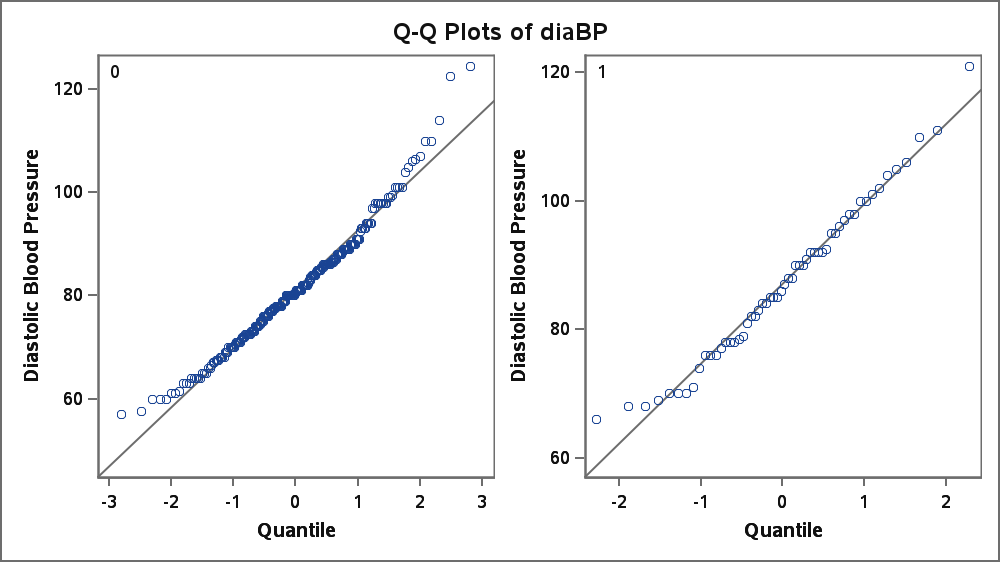 Q-Q Plots of diaBP
0
Diastolic Blood Pressure
120
100
80
60
-3 -2 -1 0 1 2 3
Quantile
1
Diastolic Blood Pressure
120
100
80
60
-2 -1 0 1 2
Quantile